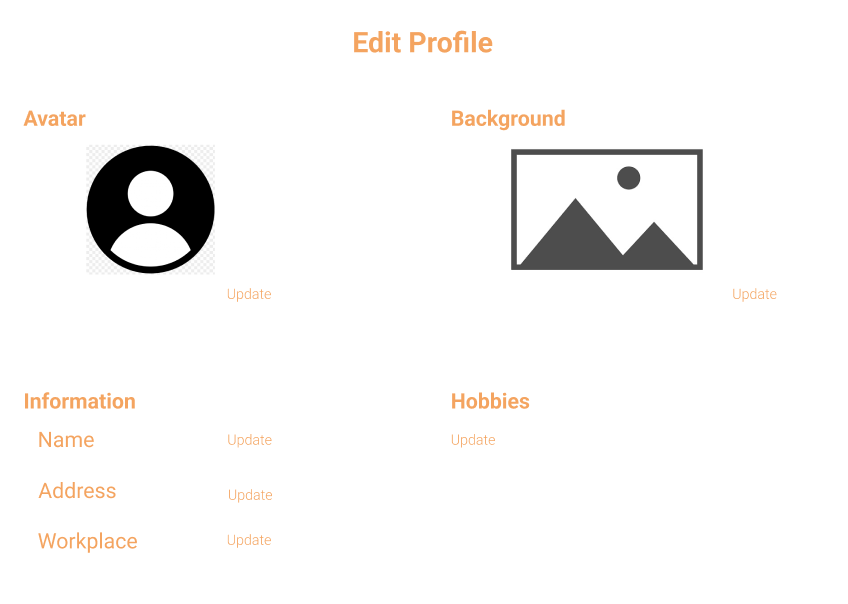 Edit Profile
Avatar
Background
Update
Update
Information
Hobbies
Name
Update
Update
Address
Update
Workplace
Update